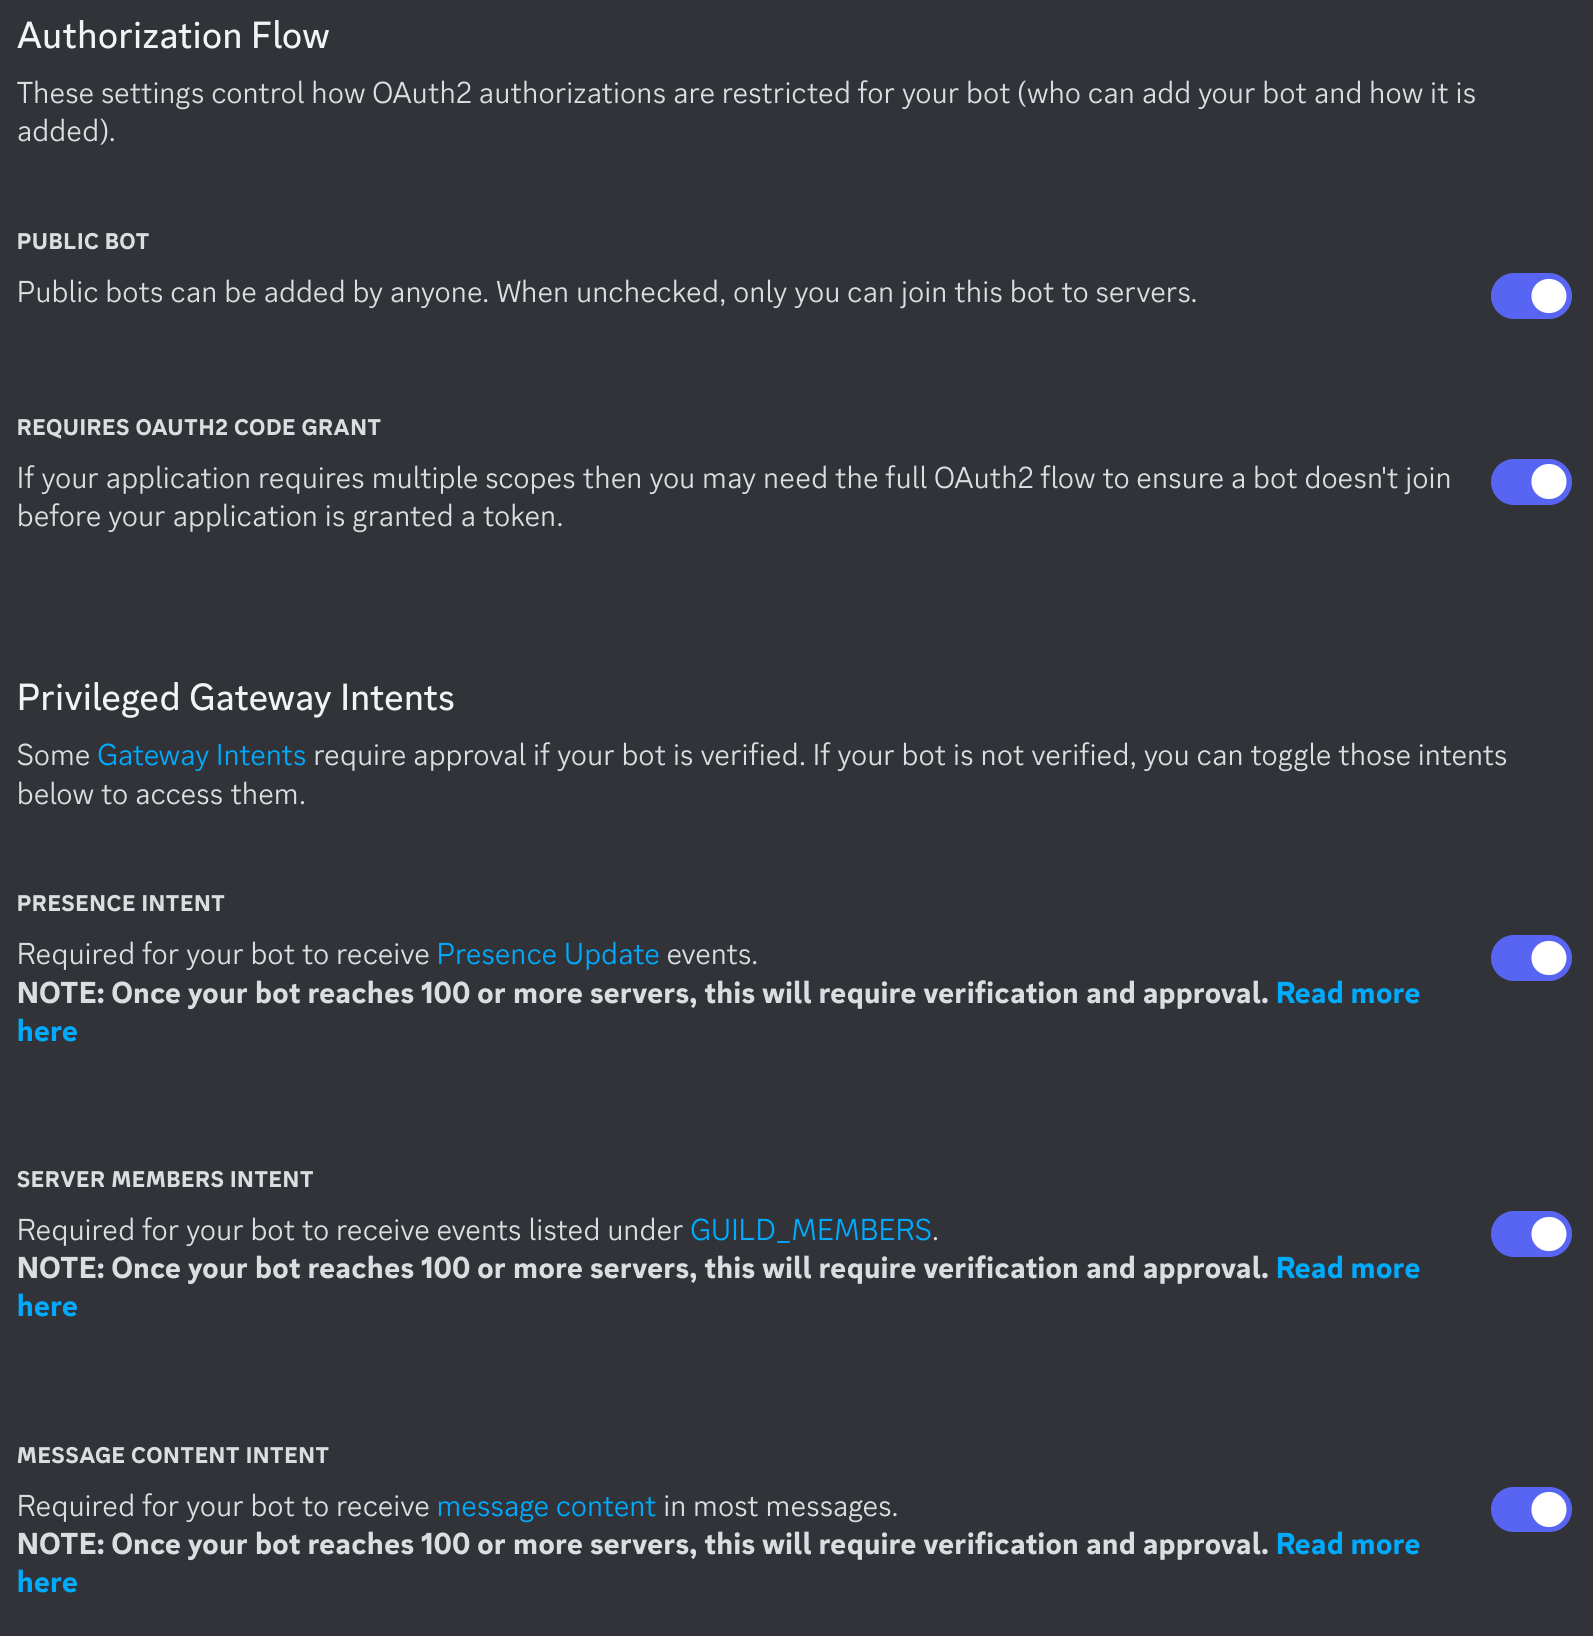 Authorization Flow
These settings control how OAuth2 authorizations are restricted for your bot (who can add your bot and how it is
added).
PUBLIC BOT
Public bots can be added by anyone. When unchecked, only you can join this bot to servers.
REQUIRES OAUTH2 CODE GRANT
If your application requires multiple scopes then you may need the full OAuth2 flow to ensure a bot doesn't join
before your application is granted a token.
Privileged Gateway Intents
Some Gateway Intents require approval if your bot is verified. If your bot is not verified, you can toggle those intents
below to access them.
PRESENCE INTENT
Required for your bot to receive Presence Update events.
NOTE: Once your bot reaches 100 or more servers, this will require verification and approval. Read more
here
SERVER MEMBERS INTENT
Required for your bot to receive events listed under GUILD_MEMBERS.
NOTE: Once your bot reaches 100 or more servers, this will require verification and approval. Read more
here
MESSAGE CONTENT INTENT
Required for your bot to receive message content in most messages.
NOTE: Once your bot reaches 100 or more servers, this will require verification and approval. Read more
here